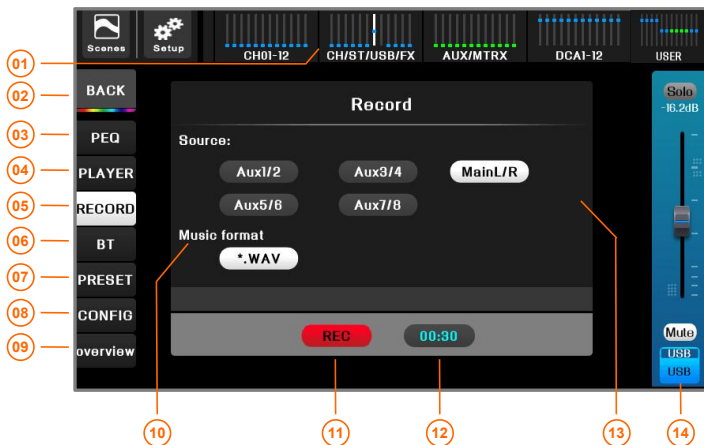 Scenes Setup CH01-12 CH/ST/USB/FX AUX/MTRX DCA1-12 USER
01
02 BACK
03 PEQ
04 PLAYER
05 RECORD
06 BT
07 PRESET
08 CONFIG
09 overview
Record
Source:
Aux1/2 Aux3/4 MainL/R
Aux5/6 Aux7/8
Music format
*.WAV
REC 00:30
Solo
-16.2dB
Mute
USB
USB
10 11 12 13 14